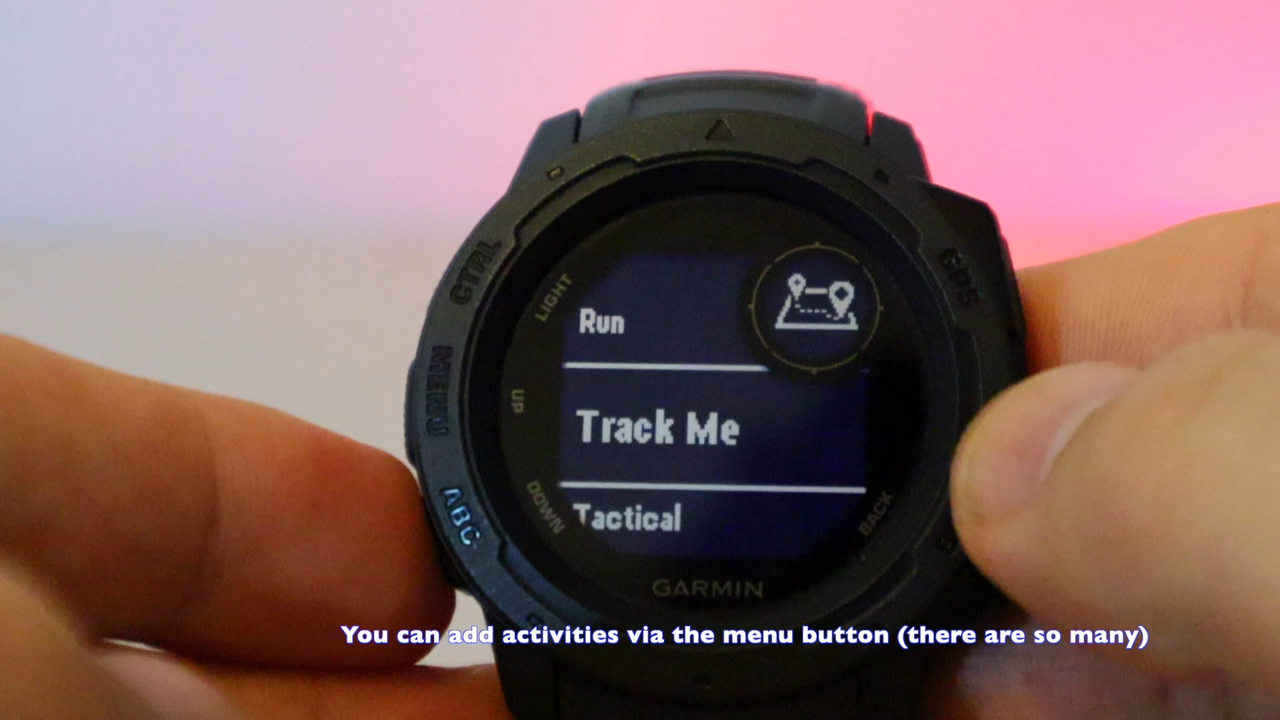 CTRL
GPS
LIGHT
Run
MENU
UP
Track Me
ABC
DOWN
Tactical
BACK
GARMIN
You can add activities via the menu button (there are so many)